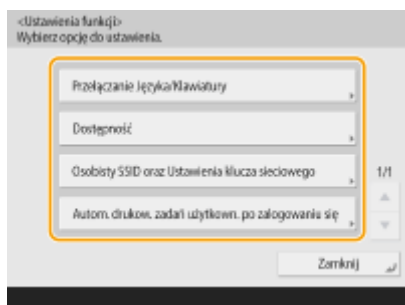 <Ustawienia funkcji>
Wybierz opcję do ustawienia.
Przełączanie Języka/Klawiatury
Dostępność
Osobisty SSID oraz Ustawienia klucza sieciowego
1/1
Autom. drukow. zadań użytkown. po zalogowaniu się
Zamknij